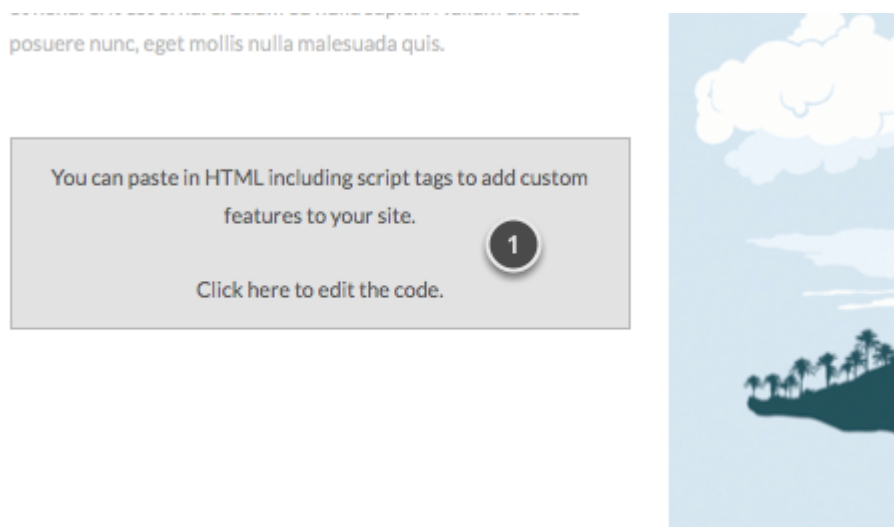 posuere nunc, eget mollis nulla malesuada quis.
You can paste in HTML including script tags to add custom
features to your site.
1
Click here to edit the code.